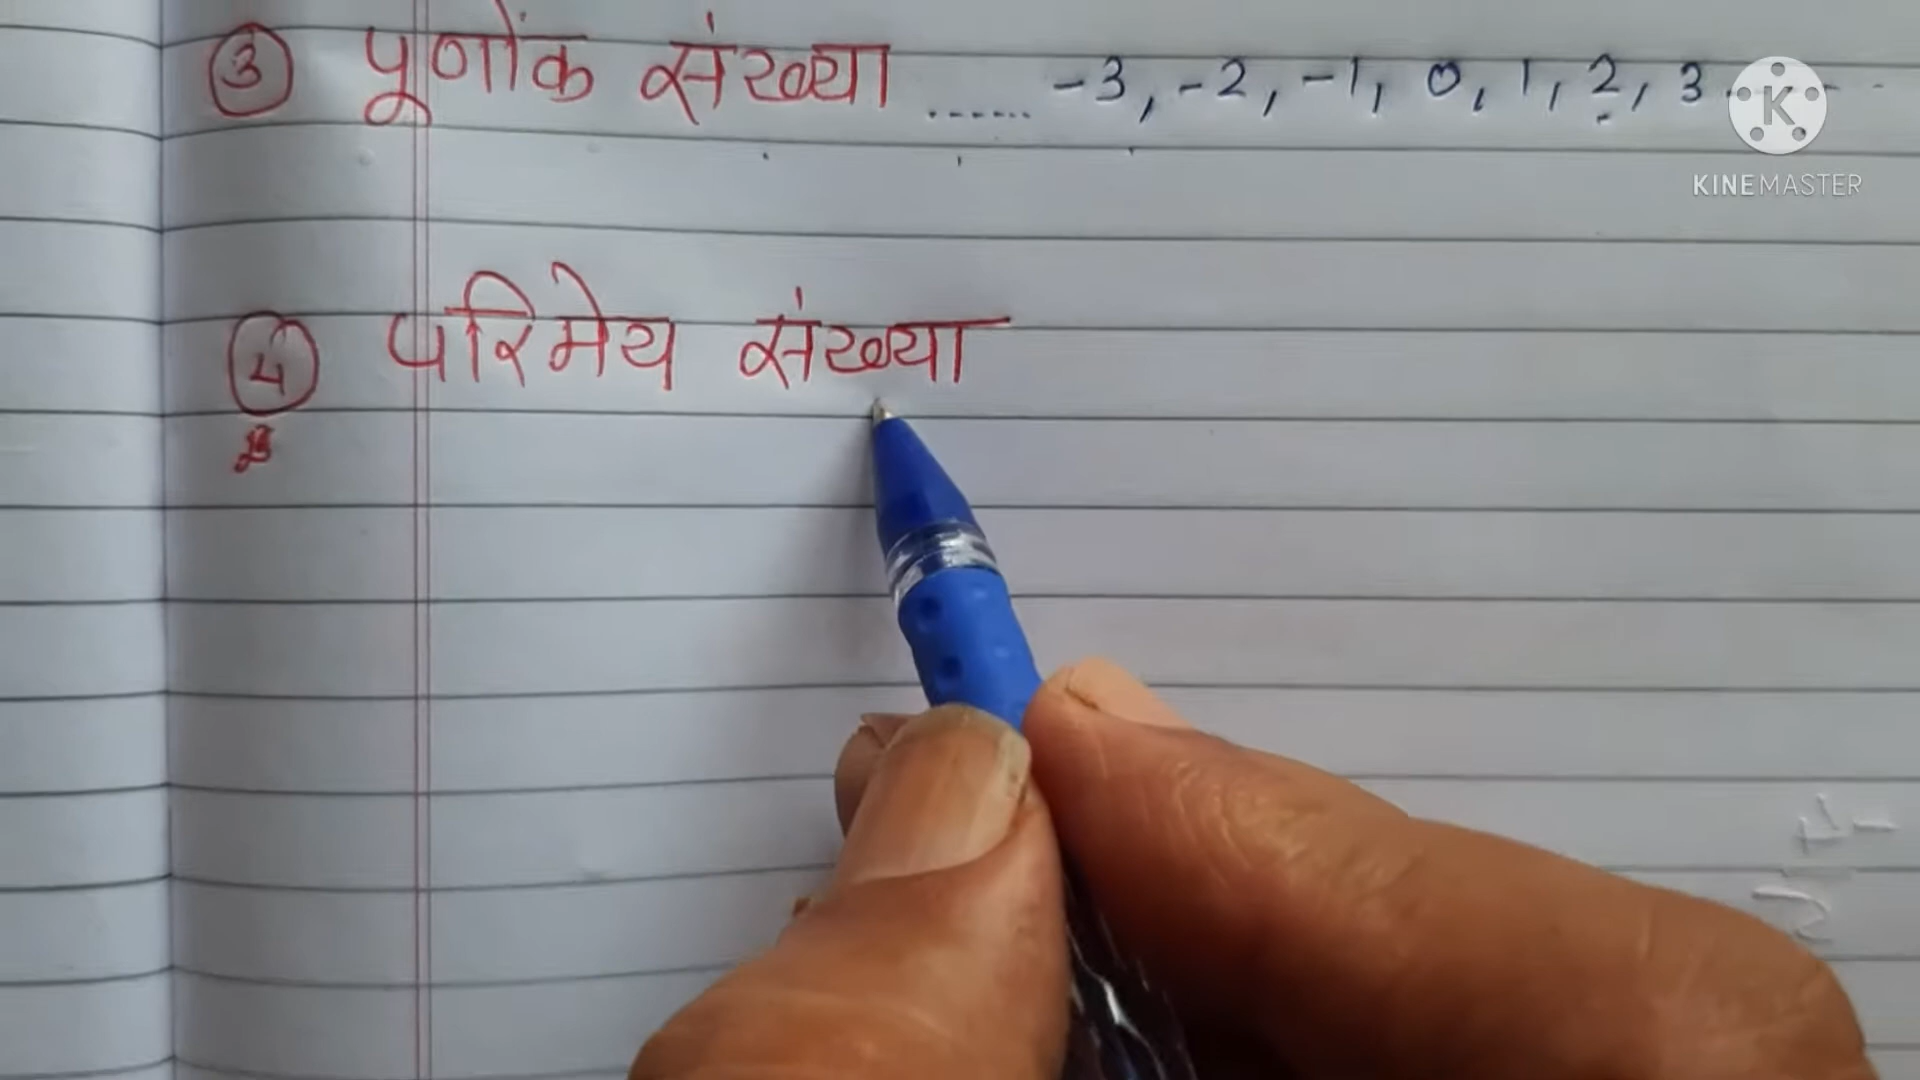 ③ पूर्णांक संख्या ...... -3, -2, -1, 0, 1, 2, 3 - - - -
KINEMASTER
④ परिमेय संख्या